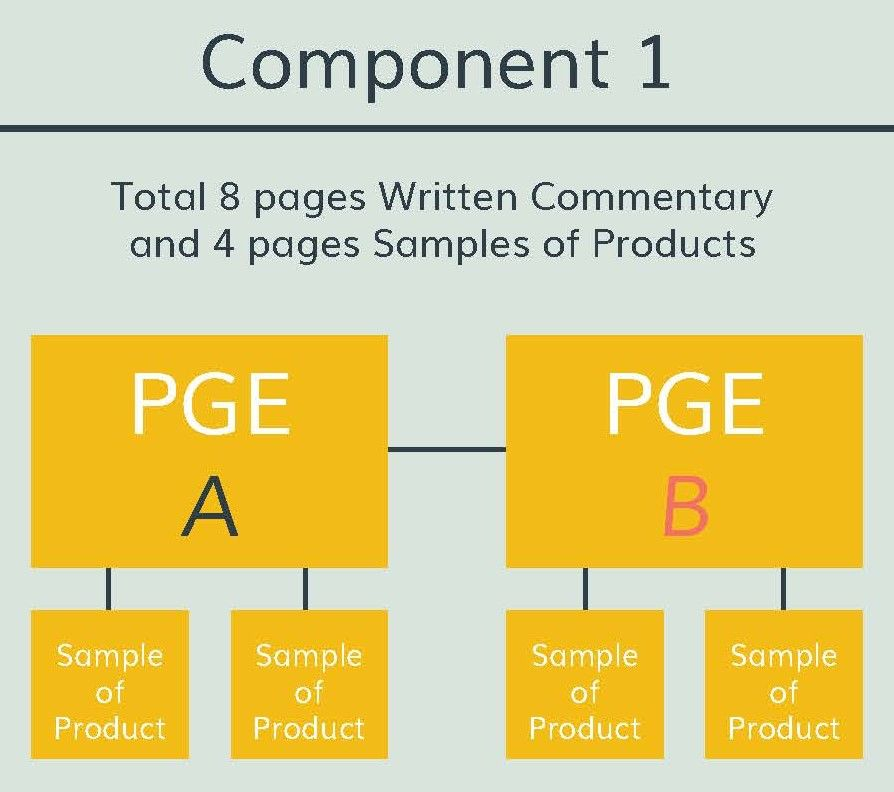 Component 1
Total 8 pages Written Commentary
and 4 pages Samples of Products
PGE
A
PGE
B
Sample
of
Product
Sample
of
Product
Sample
of
Product
Sample
of
Product